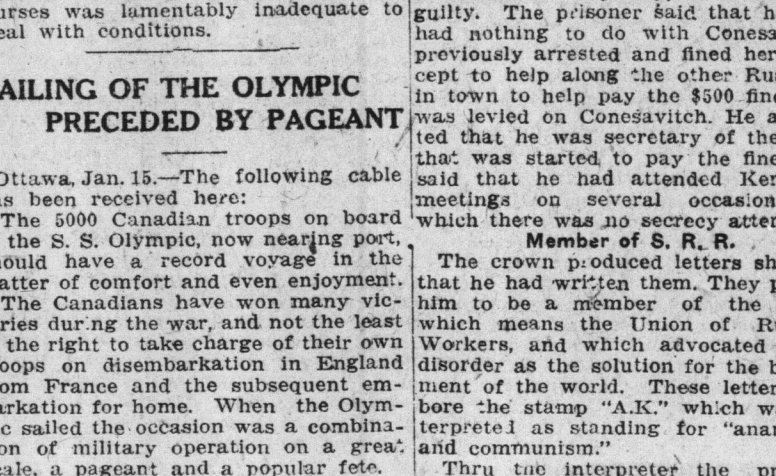 urses was lamentably inadequate to
eal with conditions.
AILING OF THE OLYMPIC
PRECEDED BY PAGEANT
Ottawa, Jan. 15.—The following cable
as been received here:
The 5000 Canadian troops on board
the S. S. Olympic, now nearing port,
hould have a record voyage in the
atter of comfort and even enjoyment.
The Canadians have won many vic-
ries during the war, and not the least
the right to take charge of their own
oops on disembarkation in England
om France and the subsequent em-
arkation for home. When the Olym-
c sailed the occasion was a combina-
on of military operation on a great
cale, a pageant and a popular fete.
guilty. The prisoner said that h
had nothing to do with Conesa
previously arrested and fined her
cept to help along the other Rus
in town to help pay the $500 fine
was levied on Conesavitch. He a
ted that he was secretary of the
that was started to pay the fine
said that he had attended Ker
meetings on several occasion
which there was no secrecy atten
Member of S. R. R.
The crown produced letters sh
that he had written them. They p
him to be a member of the
which means the Union of Ru
Workers, and which advocated
disorder as the solution for the b
ment of the world. These letter
bore the stamp "A.K." which w
terpreted as standing for "anar
and communism."
Thru the interpreter the pr